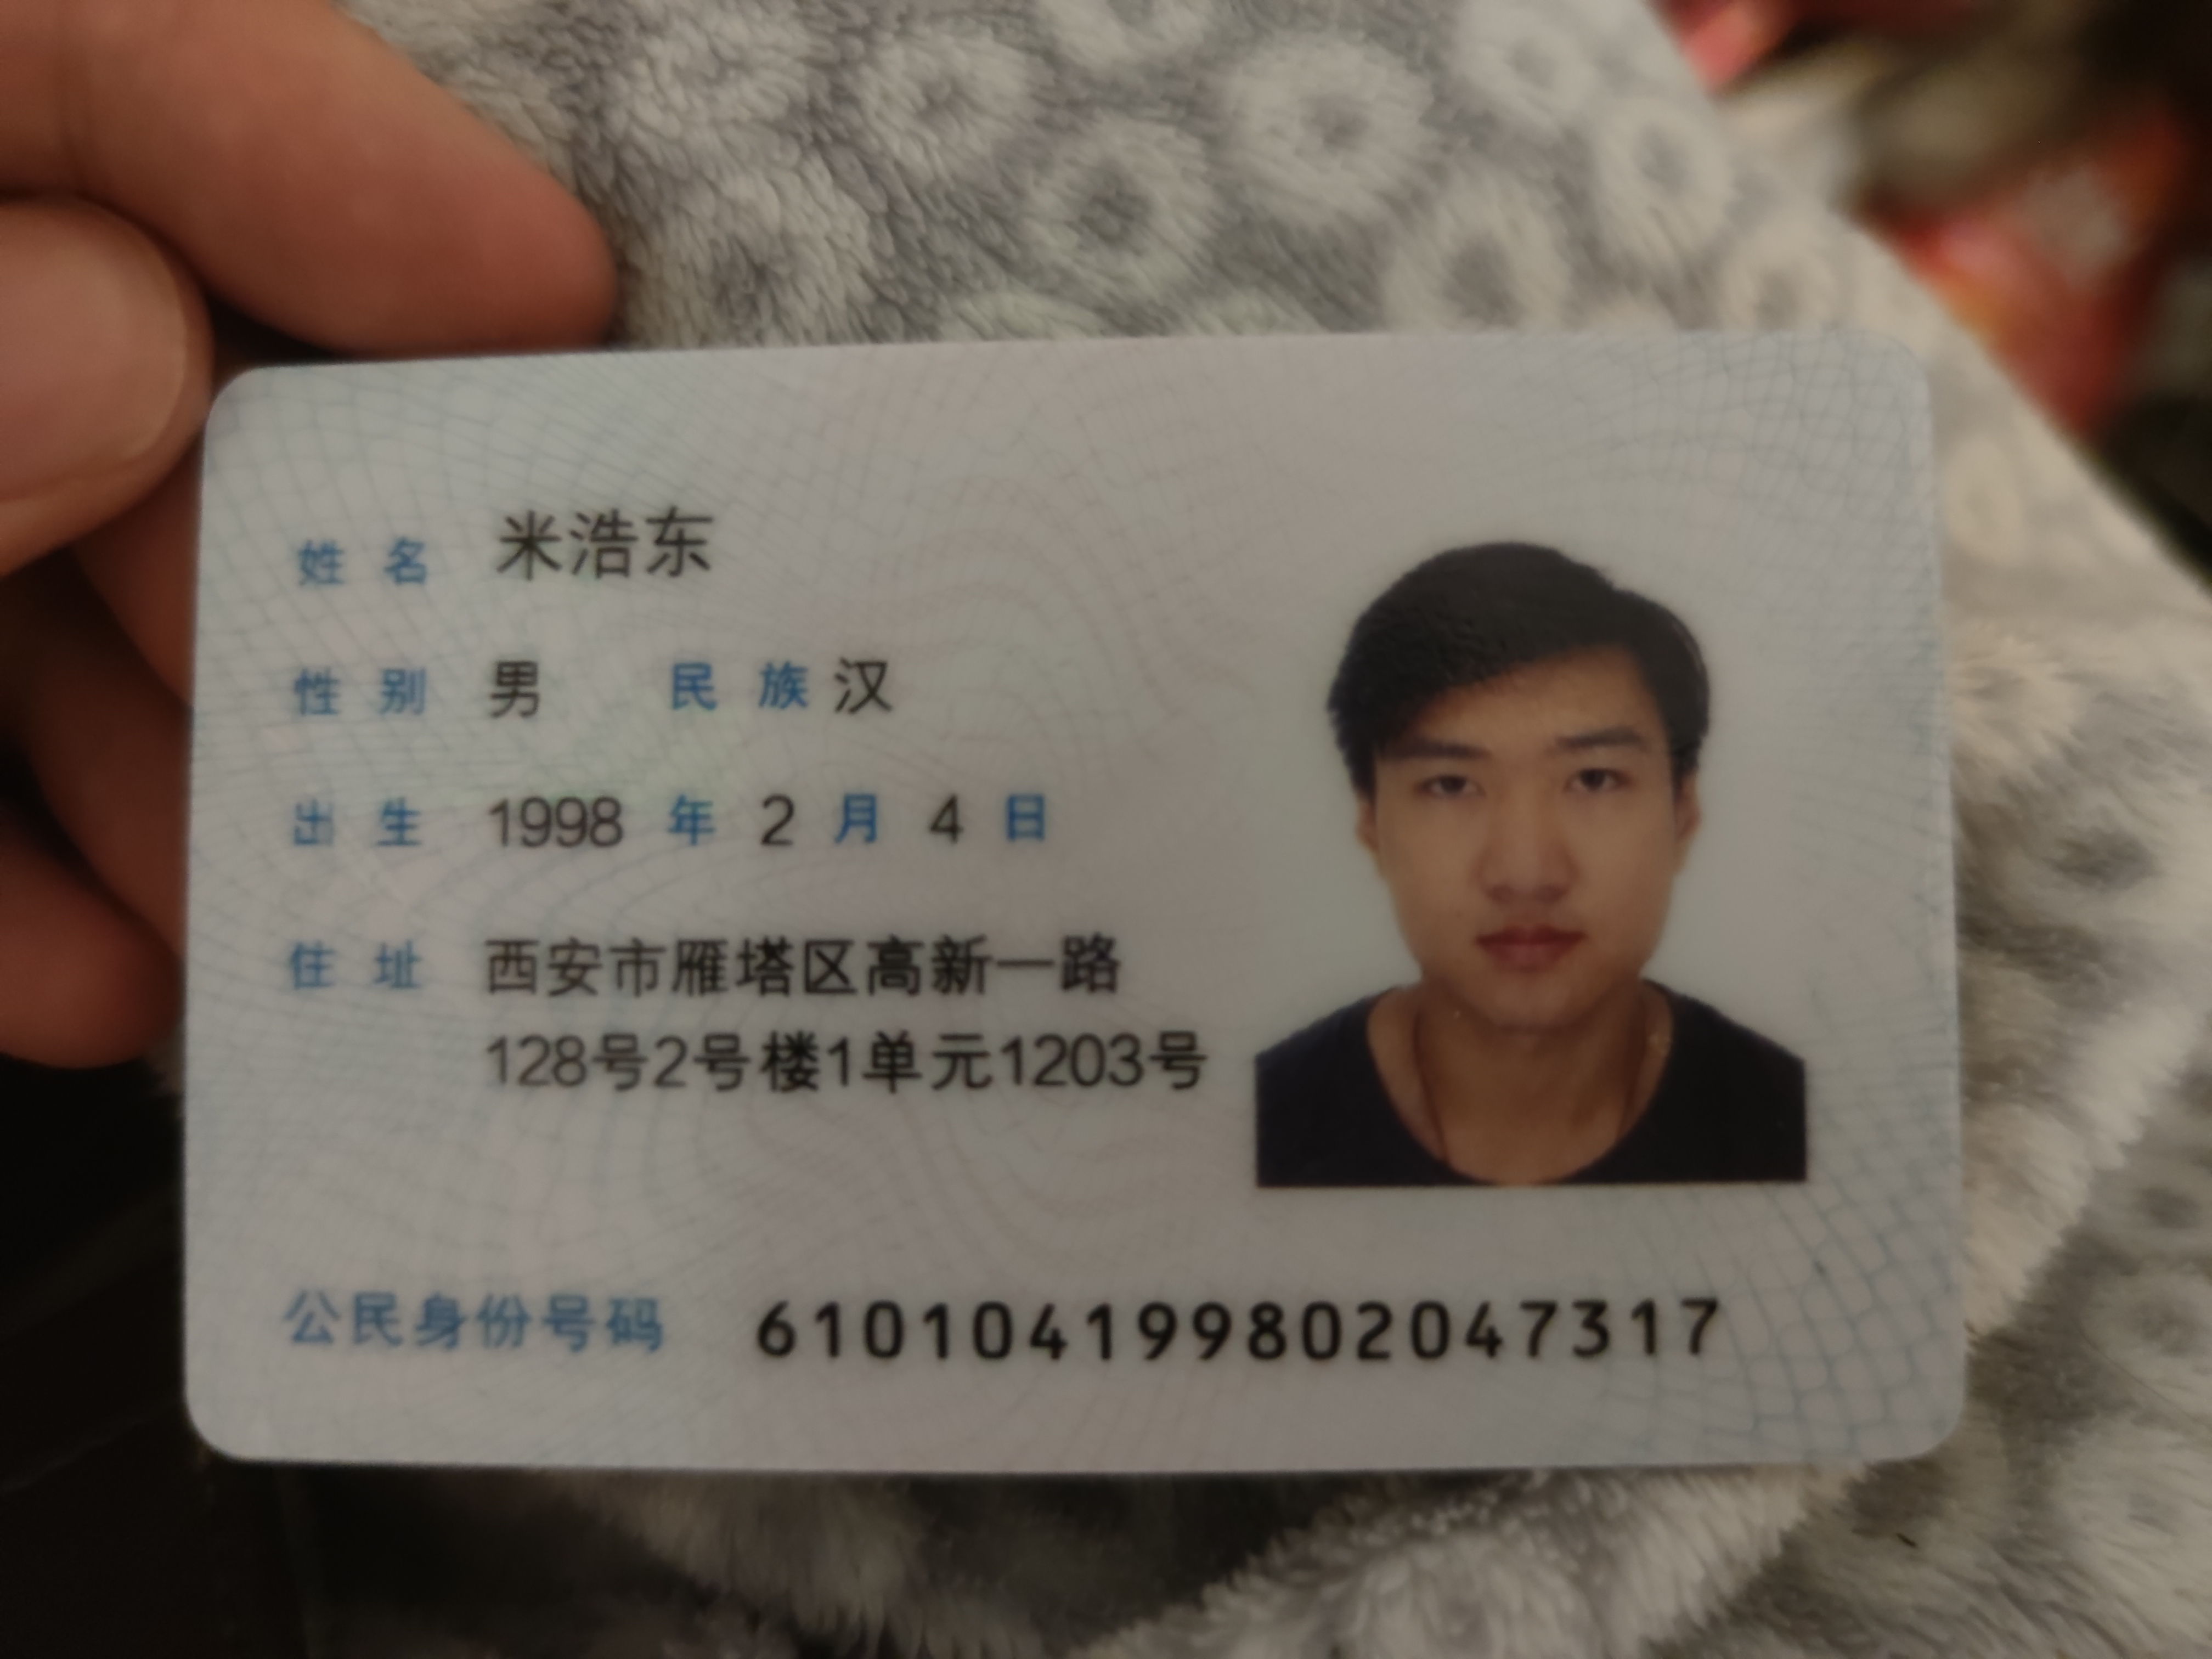 姓名 米浩东
性别 男 民族 汉
出生 1998 年 2 月 4 日
住址 西安市雁塔区高新一路
128号2号楼1单元1203号
公民身份号码 610104199802047317